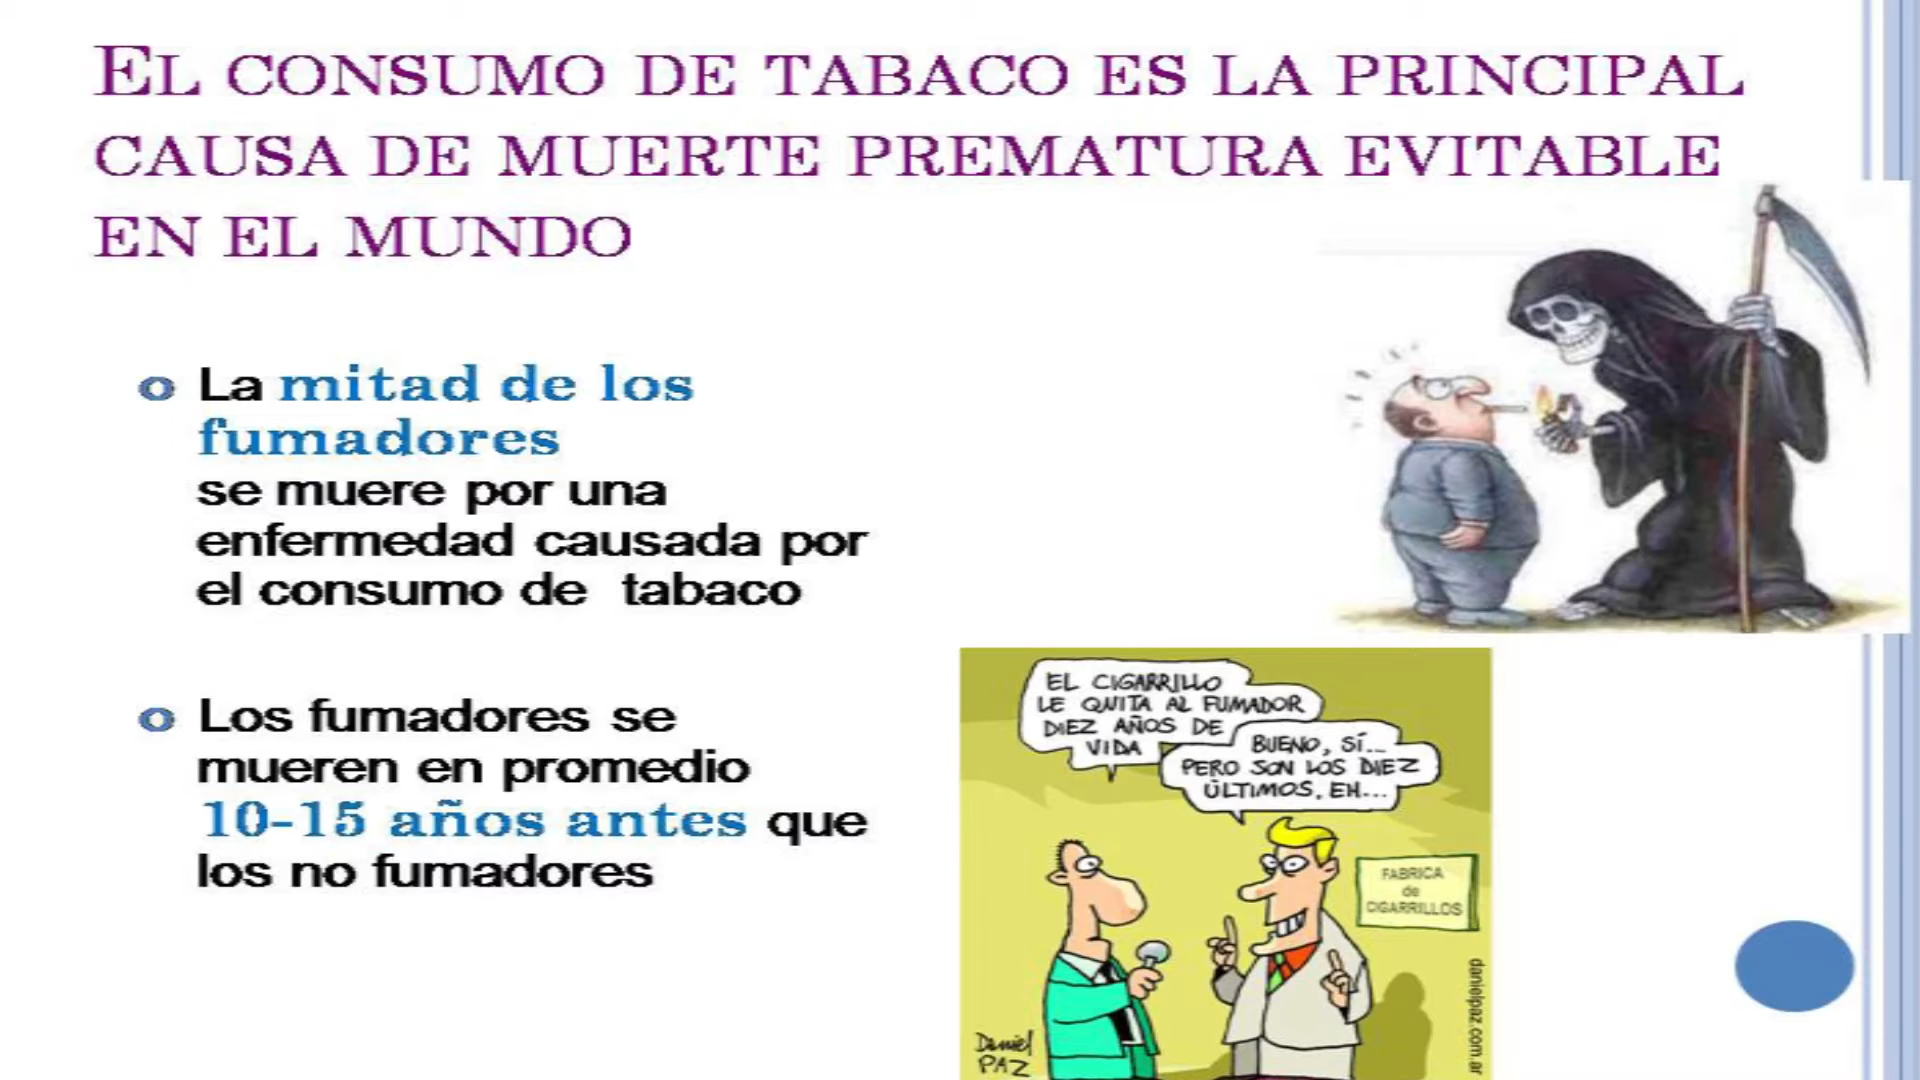 EL CONSUMO DE TABACO ES LA PRINCIPAL
CAUSA DE MUERTE PREMATURA EVITABLE
EN EL MUNDO
La mitad de los
fumadores
se muere por una
enfermedad causada por
el consumo de tabaco
Los fumadores se
mueren en promedio
10-15 años antes que
los no fumadores
EL CIGARRILLO
LE QUITA AL FUMADOR
DIEZ AÑOS DE
VIDA
BUENO, SÍ...
PERO SON LOS DIEZ
ÚLTIMOS, EH...
FABRICA
de
CIGARRILLOS
Daniel
PAZ
danielpaz.com.ar